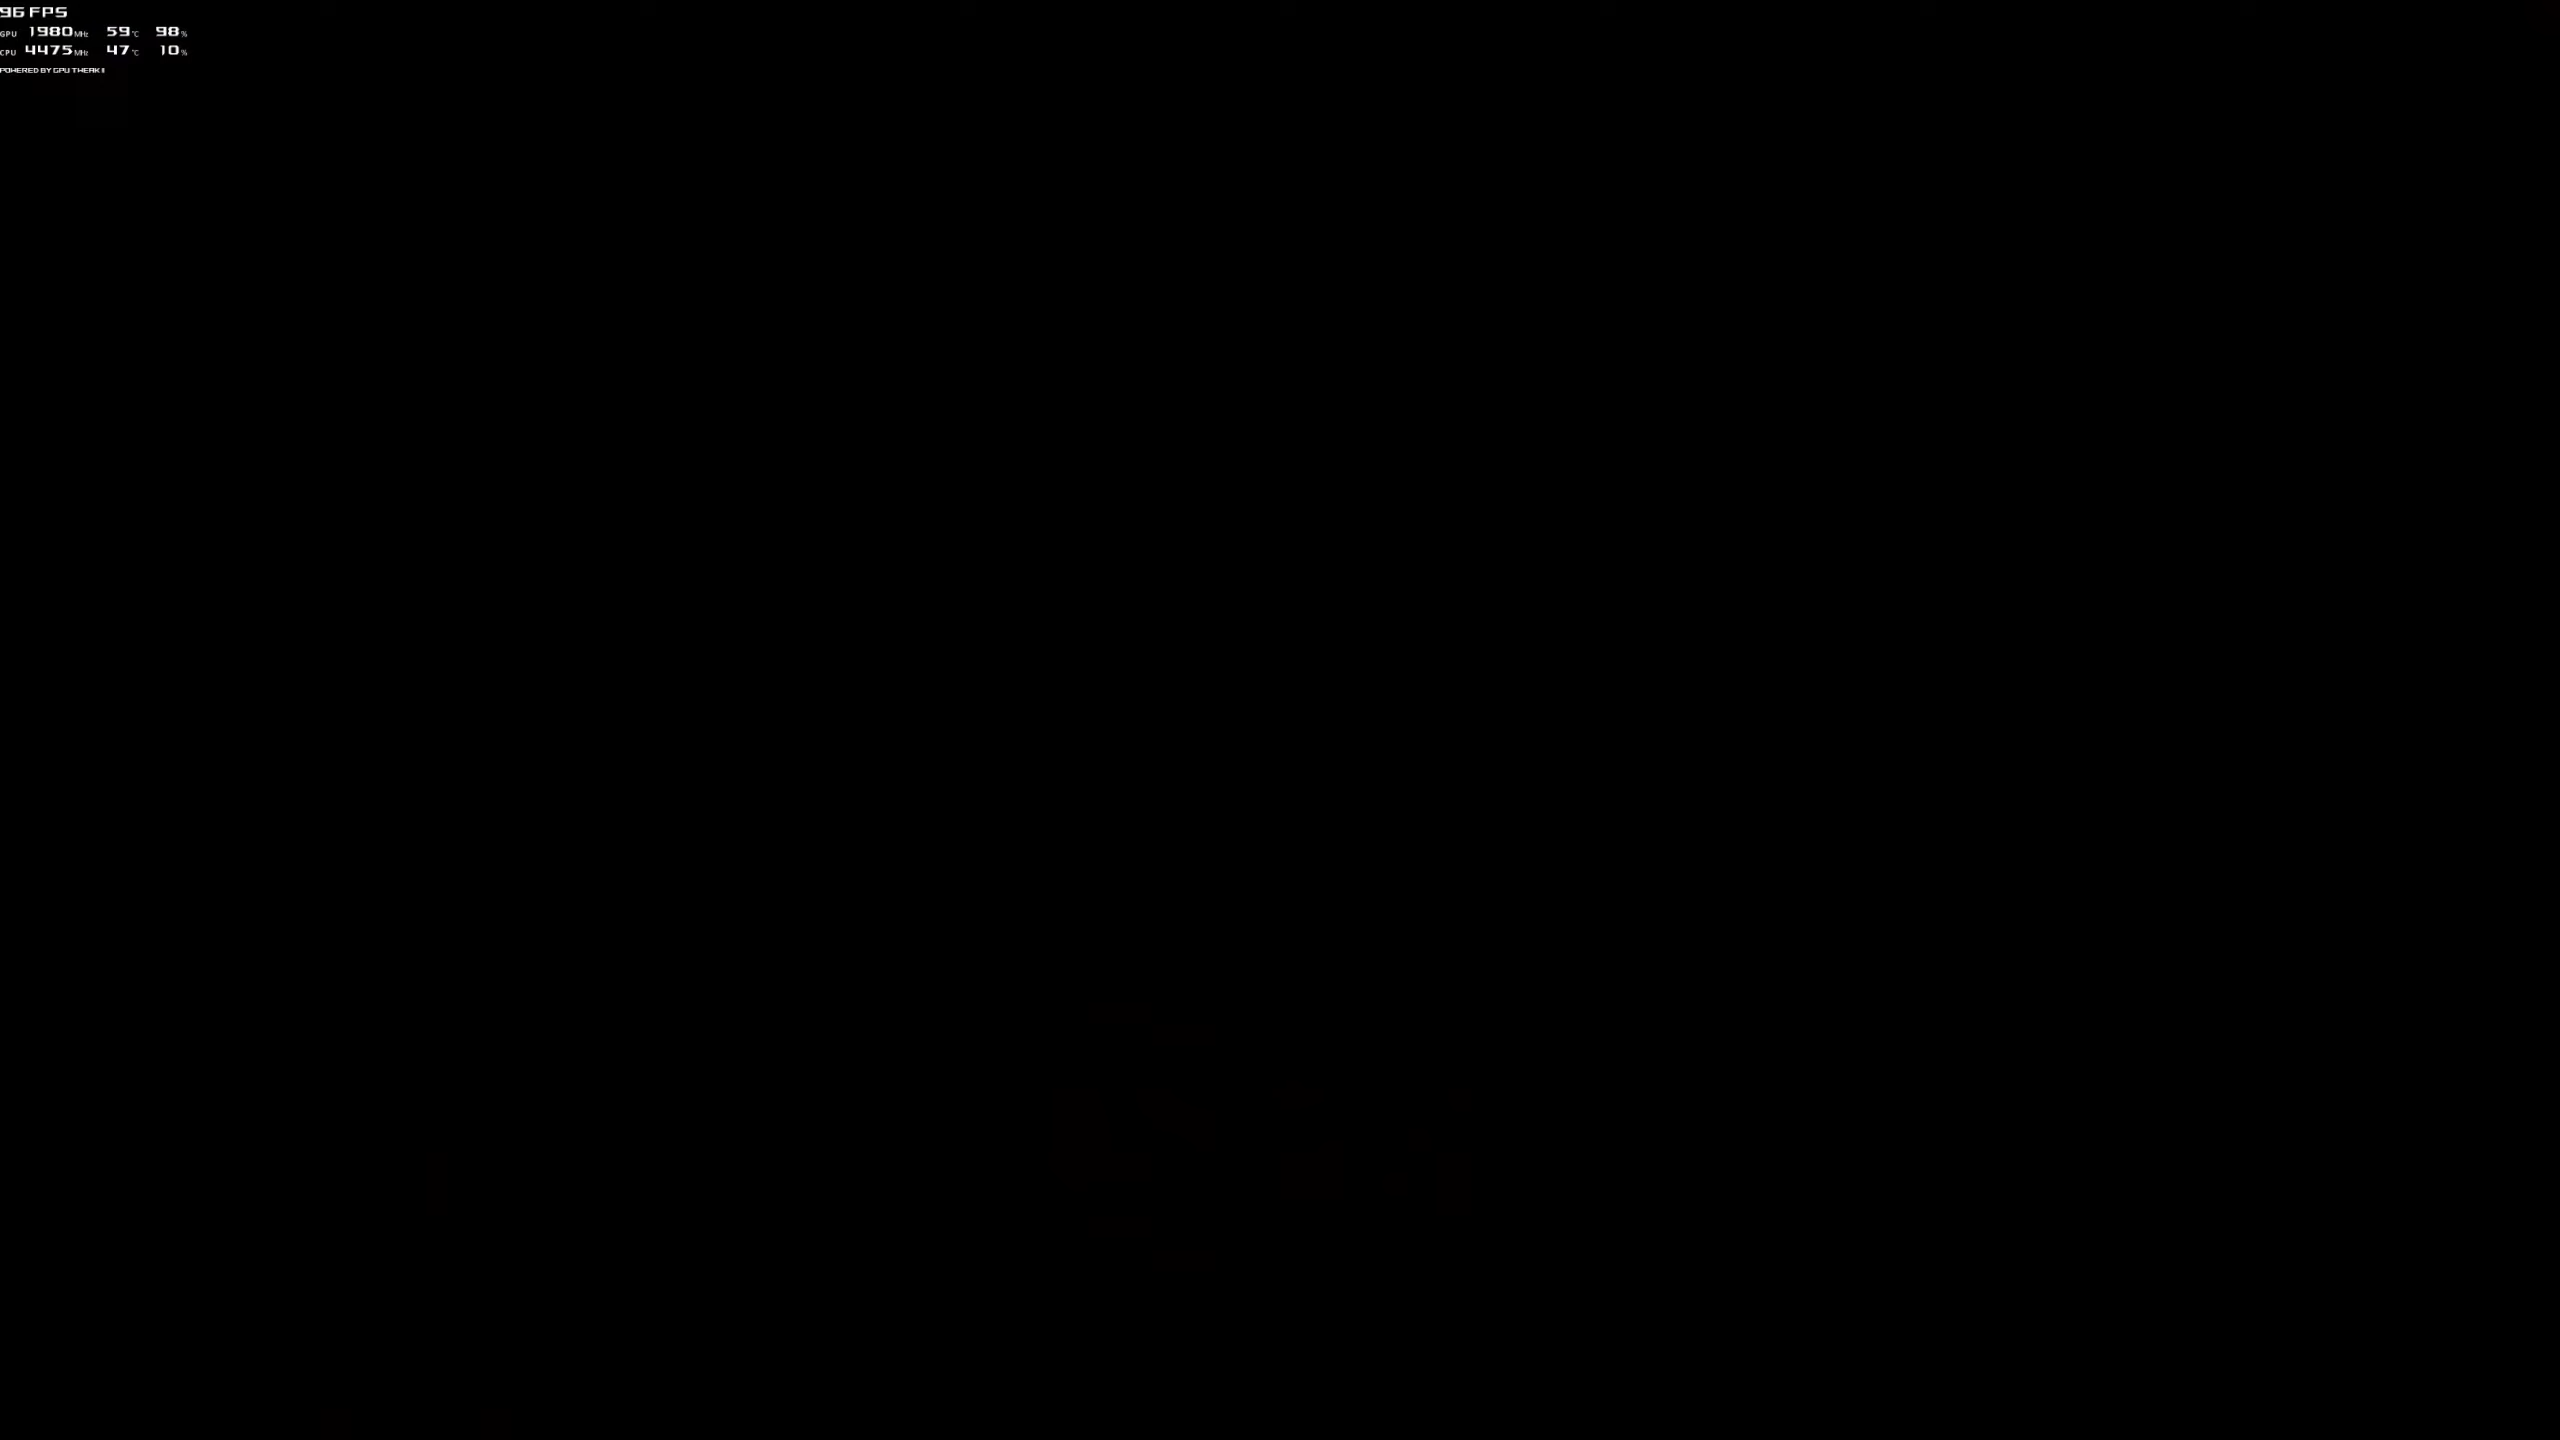 96 FPS
GPU 1980 MHz 59 °C 98 %
CPU 4475 MHz 47 °C 10 %
POWERED BY GPU TWEAK II